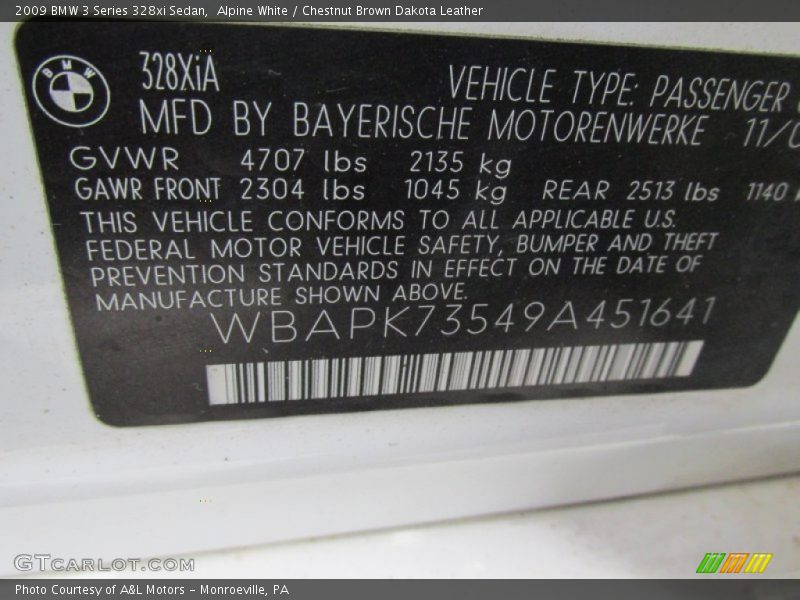 2009 BMW 3 Series 328xi Sedan,  Alpine White / Chestnut Brown Dakota Leather
BMW
328XiA
VEHICLE TYPE: PASSENGER
MFD BY BAYERISCHE MOTORENWERKE 11/0
GVWR 4707 lbs 2135 kg
GAWR FRONT 2304 lbs 1045 kg REAR 2513 lbs 1140
THIS VEHICLE CONFORMS TO ALL APPLICABLE U.S.
FEDERAL MOTOR VEHICLE SAFETY, BUMPER AND THEFT
PREVENTION STANDARDS IN EFFECT ON THE DATE OF
MANUFACTURE SHOWN ABOVE.
WBAPK73549A451641
GTCARLOT.COM
Photo Courtesy of A&L Motors - Monroeville, PA